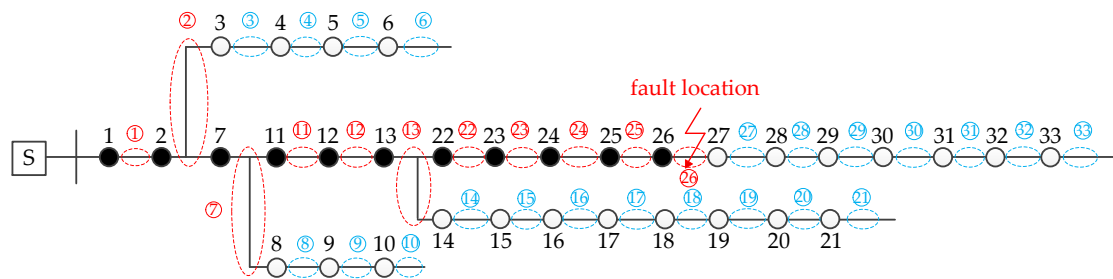 ② 3 ③ 4 ④ 5 ⑤ 6 ⑥
fault location
S 1 ① 2 7 11 ⑪ 12 ⑫ 13 ⑬ 22 ㉒ 23 ㉓ 24 ㉔ 25 ㉕ 26 27 ㉗ 28 ㉘ 29 ㉙ 30 ㉚ 31 ㉛ 32 ㉜ 33 ㉝
㉖
⑭ ⑮ ⑯ ⑰ ⑱ ⑲ ⑳ ㉑
14 15 16 17 18 19 20 21
⑦ 8 ⑧ 9 ⑨ 10 ⑩